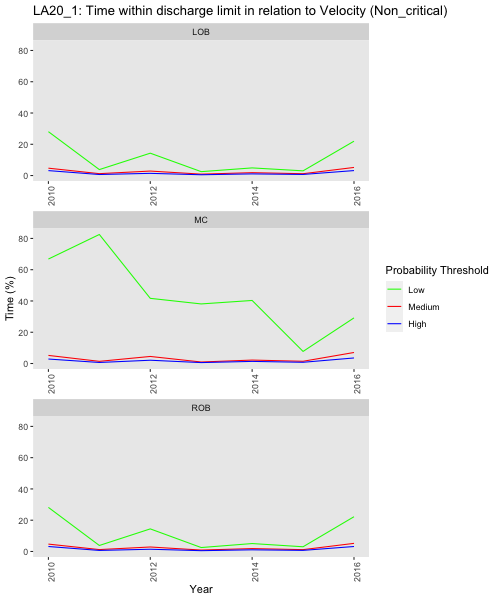 LA20_1: Time within discharge limit in relation to Velocity (Non_critical)
LOB
80
60
40
20
0
2010
2012
2014
2016
MC
80
60
40
20
0
2010
2012
2014
2016
ROB
80
60
40
20
0
2010
2012
2014
2016
Time (%)
Year
Probability Threshold
Low
Medium
High